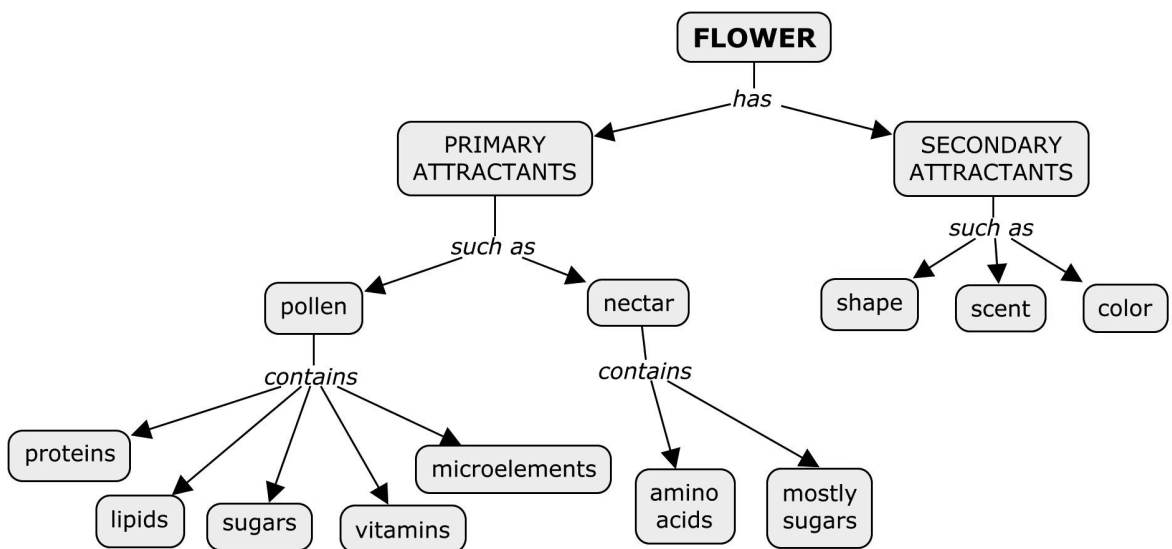 FLOWER
has
PRIMARY
ATTRACTANTS
SECONDARY
ATTRACTANTS
such as
such as
pollen
nectar
shape
scent
color
contains
contains
proteins
lipids
sugars
vitamins
microelements
amino
acids
mostly
sugars